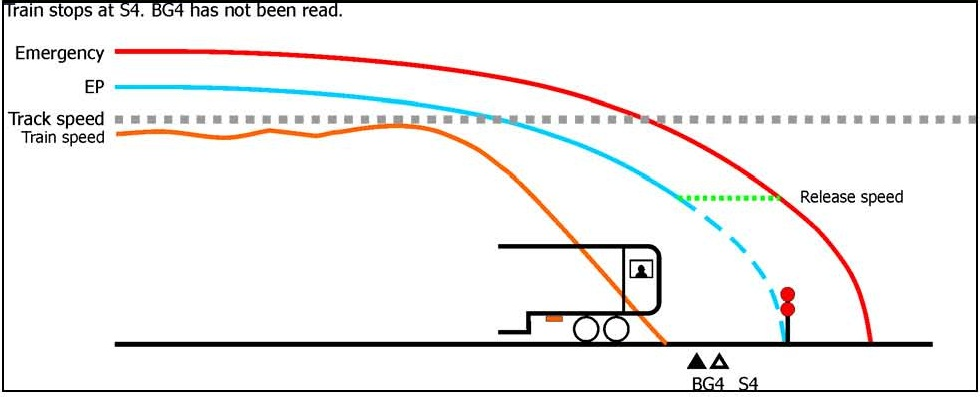 Train stops at S4. BG4 has not been read.
Emergency
EP
Track speed
Train speed
Release speed
BG4 S4